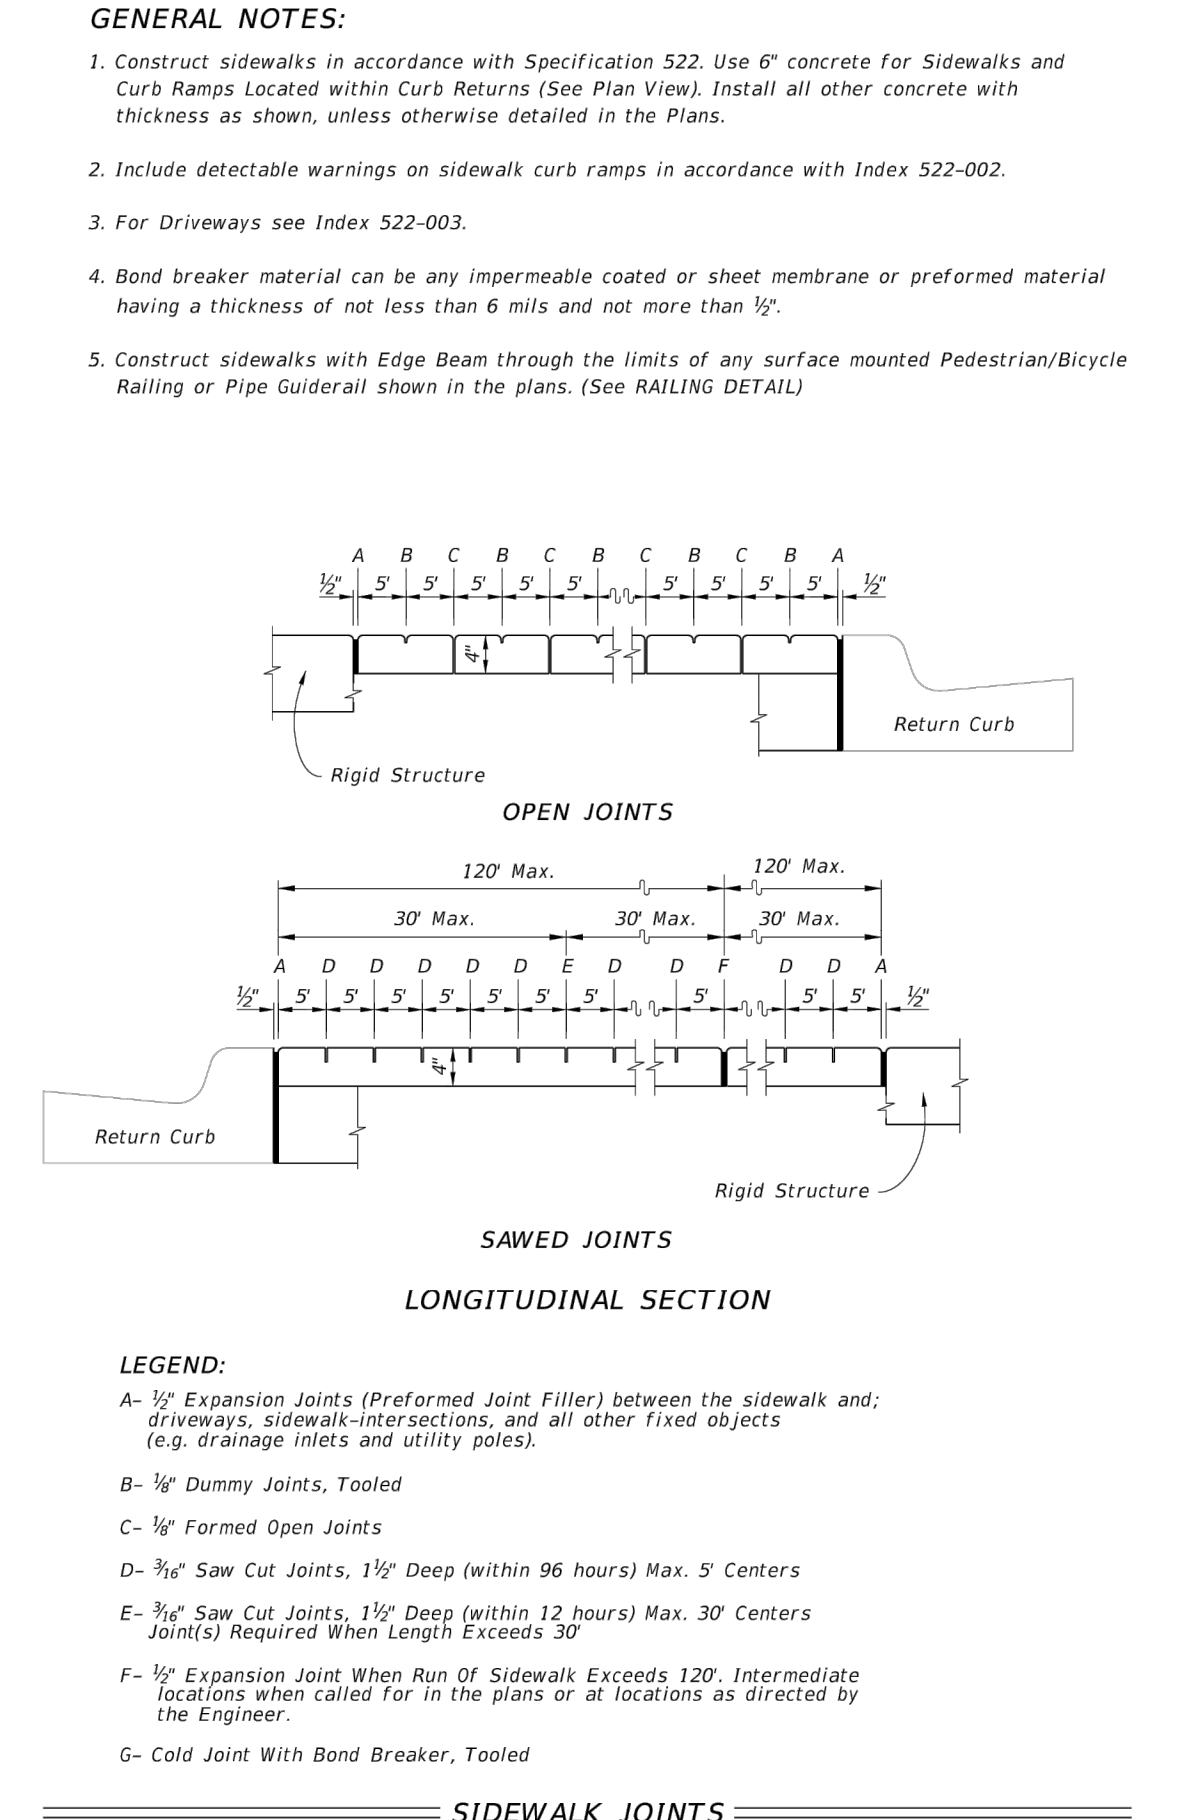 GENERAL NOTES:
1. Construct sidewalks in accordance with Specification 522. Use 6" concrete for Sidewalks and
Curb Ramps Located within Curb Returns (See Plan View). Install all other concrete with
thickness as shown, unless otherwise detailed in the Plans.
2. Include detectable warnings on sidewalk curb ramps in accordance with Index 522–002.
3. For Driveways see Index 522–003.
4. Bond breaker material can be any impermeable coated or sheet membrane or preformed material
having a thickness of not less than 6 mils and not more than ½".
5. Construct sidewalks with Edge Beam through the limits of any surface mounted Pedestrian/Bicycle
Railing or Pipe Guiderail shown in the plans. (See RAILING DETAIL)
A B C B C B C B C B A
½" 5' 5' 5' 5' 5' 5' 5' 5' 5' ½"
4"
Return Curb
Rigid Structure
OPEN JOINTS
120' Max. 120' Max.
30' Max. 30' Max. 30' Max.
A D D D D D E D D F D D A
½" 5' 5' 5' 5' 5' 5' 5' 5' 5' 5' ½"
4"
Return Curb
Rigid Structure
SAWED JOINTS
LONGITUDINAL SECTION
LEGEND:
A– ½" Expansion Joints (Preformed Joint Filler) between the sidewalk and;
driveways, sidewalk–intersections, and all other fixed objects
(e.g. drainage inlets and utility poles).
B– ⅛" Dummy Joints, Tooled
C– ⅛" Formed Open Joints
D– 3⁄16" Saw Cut Joints, 1½" Deep (within 96 hours) Max. 5' Centers
E– 3⁄16" Saw Cut Joints, 1½" Deep (within 12 hours) Max. 30' Centers
Joint(s) Required When Length Exceeds 30'
F– ½" Expansion Joint When Run Of Sidewalk Exceeds 120'. Intermediate
locations when called for in the plans or at locations as directed by
the Engineer.
G– Cold Joint With Bond Breaker, Tooled
SIDEWALK JOINTS